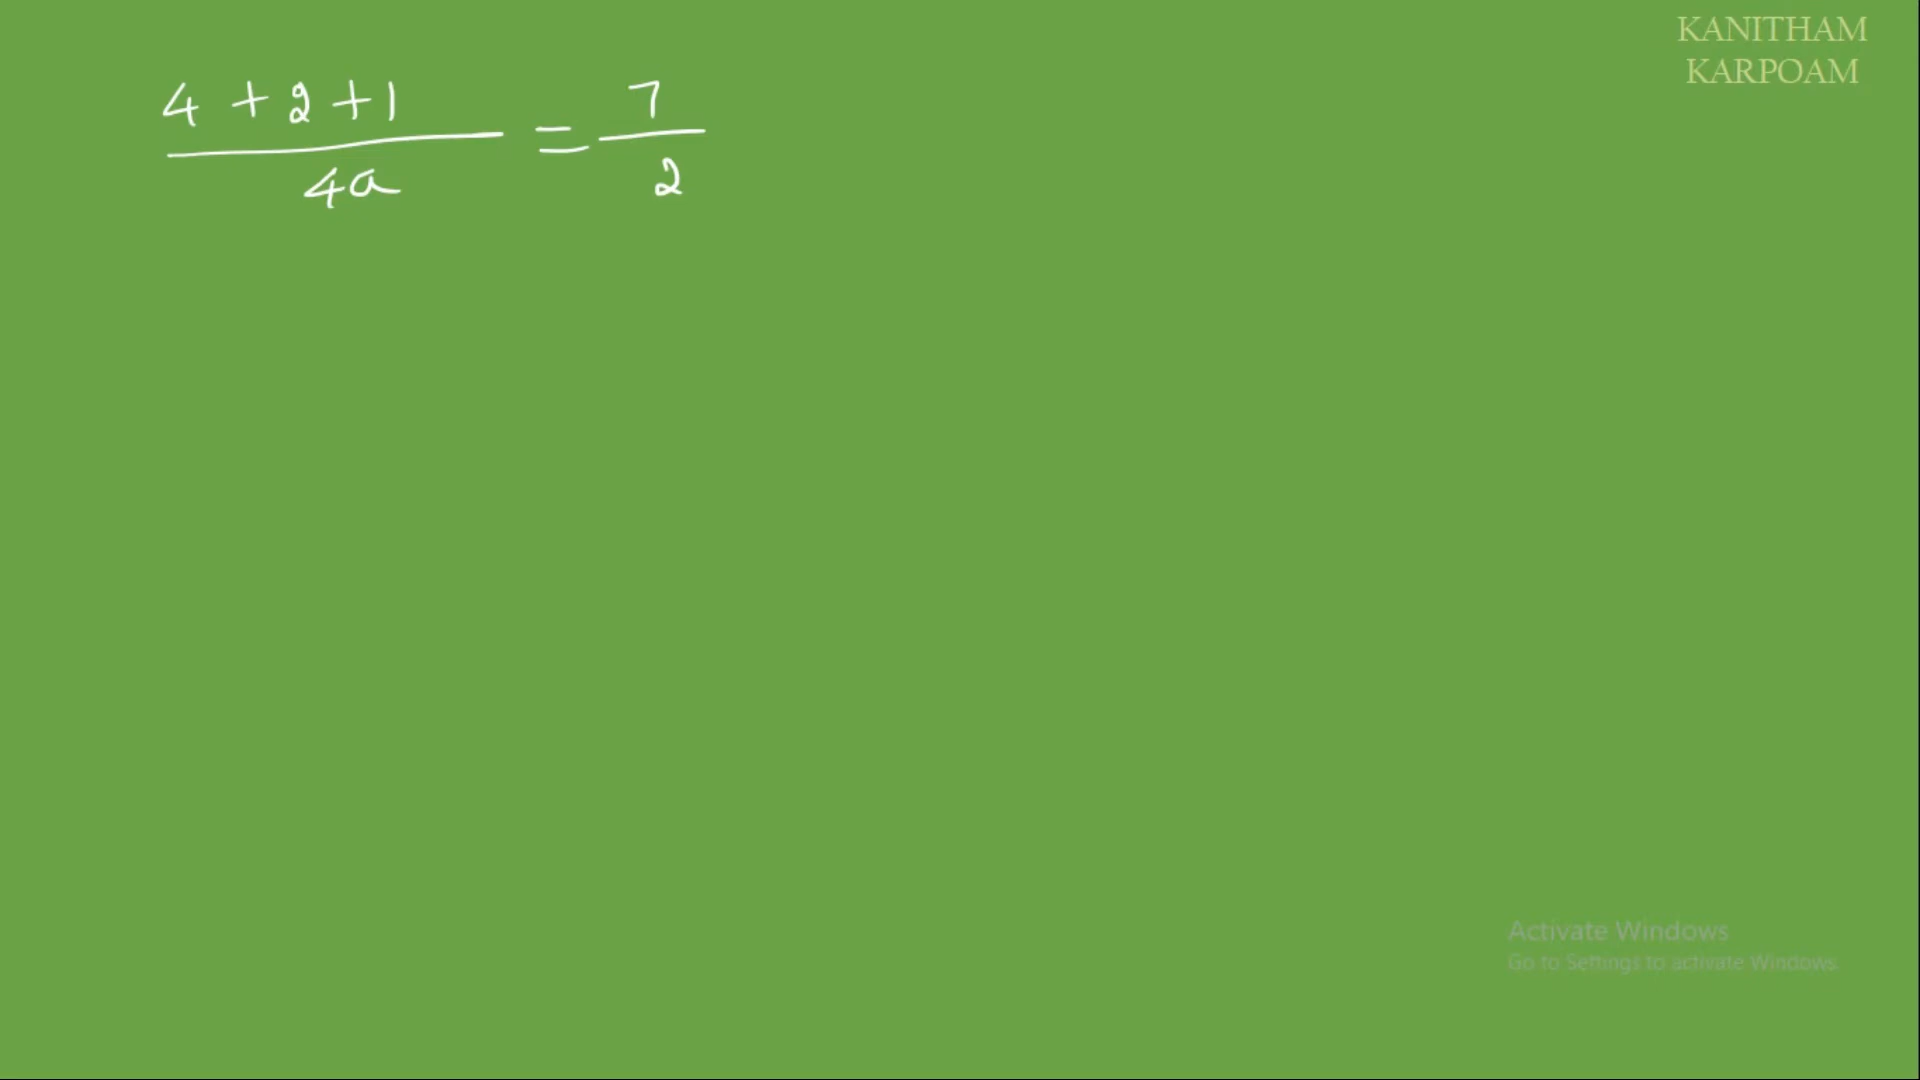 KANITHAM
KARPOAM
4 + 2 + 1
4a
=
7
2
Activate Windows
Go to Settings to activate Windows